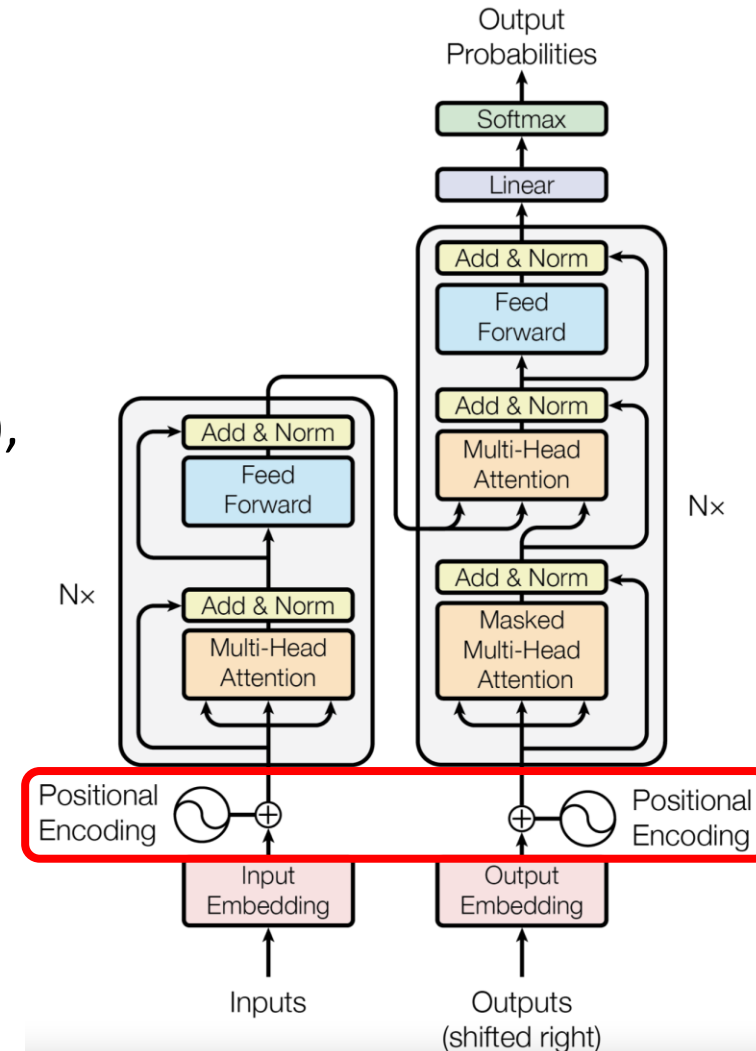 Output
Probabilities
Softmax
Linear
Add & Norm
Feed
Forward
Add & Norm
Multi-Head
Attention
Nx
Add & Norm
Masked
Multi-Head
Attention
),
Add & Norm
Feed
Forward
Nx
Add & Norm
Multi-Head
Attention
Positional
Encoding
Positional
Encoding
Input
Embedding
Output
Embedding
Inputs
Outputs
(shifted right)